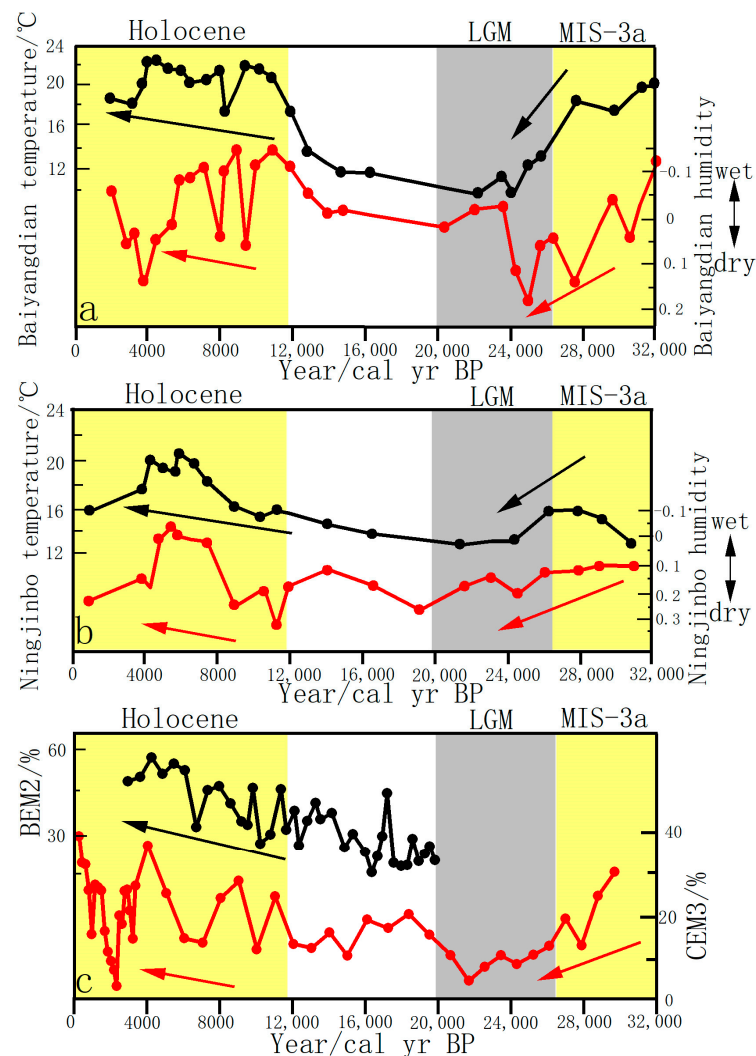 Holocene LGM MIS-3a
Baiyangdian temperature/℃
24
20
16
12
-0.1
0
0.1
0.2
Baiyangdian humidity
wet
dry
a
0 4000 8000 12,000 16,000 20,000 24,000 28,000 32,000
Year/cal yr BP
Holocene LGM MIS-3a
Ningjinbo temperature/℃
24
20
16
12
-0.1
0
0.1
0.2
0.3
Ningjinbo humidity
wet
dry
b
0 4000 8000 12,000 16,000 20,000 24,000 28,000 32,000
Year/cal yr BP
Holocene LGM MIS-3a
BEM2/%
60
30
40
20
10
0
CEM3/%
c
0 4000 8000 12,000 16,000 20,000 24,000 28,000 32,000
Year/cal yr BP